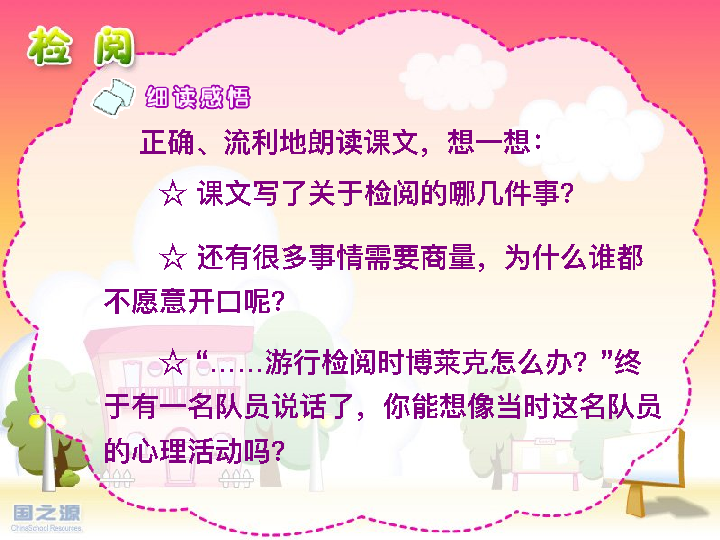 检 阅
细读感悟
正确、流利地朗读课文，想一想：
☆ 课文写了关于检阅的哪几件事？
☆ 还有很多事情需要商量，为什么谁都
不愿意开口呢？
☆“……游行检阅时博莱克怎么办？”终
于有一名队员说话了，你能想像当时这名队员
的心理活动吗？
国之源
ChinaSchool Resources